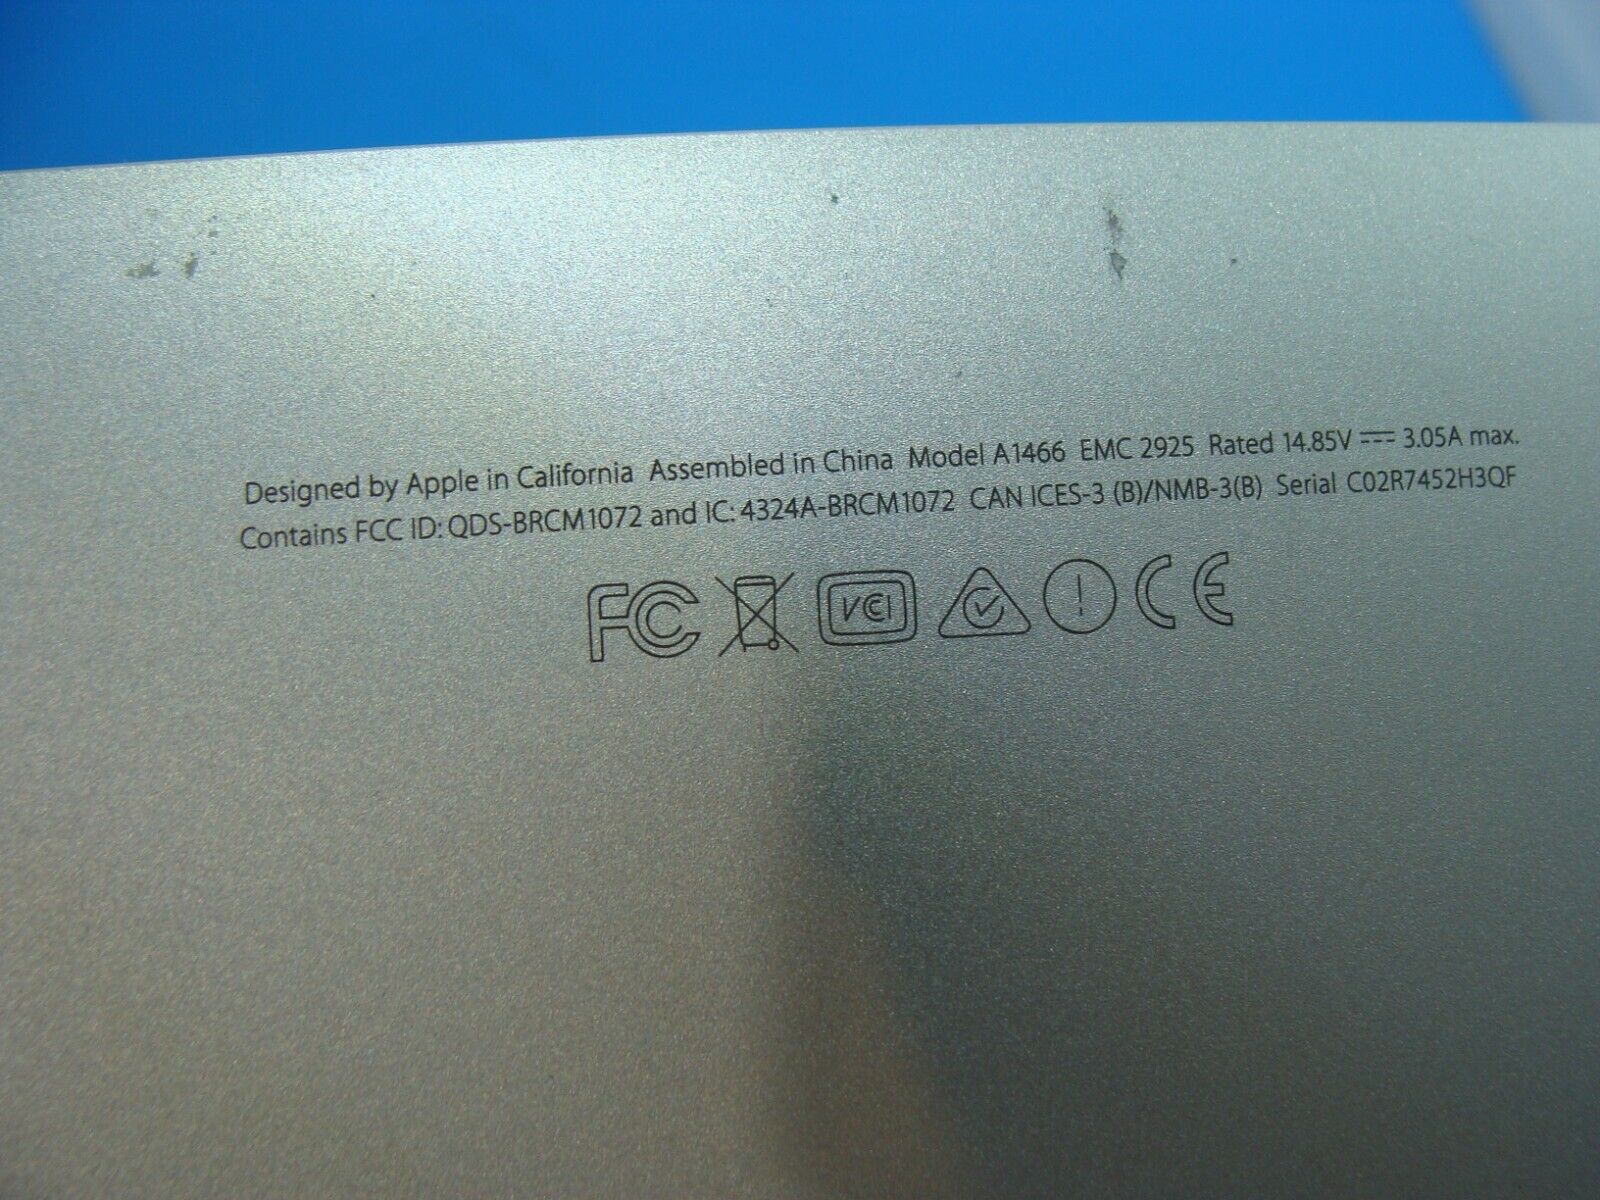 Designed by Apple in California Assembled in China Model A1466 EMC 2925 Rated 14.85V ⎓ 3.05A max.
Contains FCC ID: QDS-BRCM1072 and IC: 4324A-BRCM1072 CAN ICES-3 (B)/NMB-3(B) Serial C02R7452H3QF
FC VCI CE